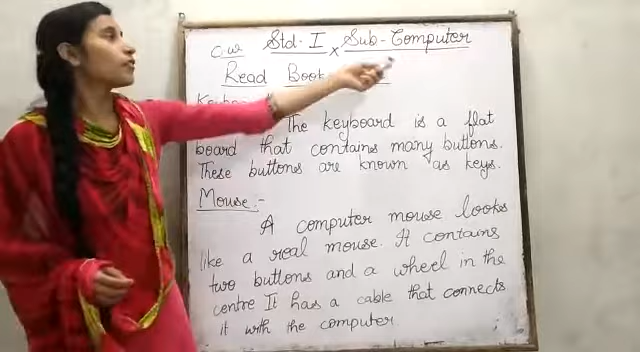 C.W Std. I x Sub-Computer
Read Book
The keyboard is a flat
board that contains many buttons.
These buttons are known as keys.
Mouse:-
A computer mouse looks
like a real mouse. It contains
two buttons and a wheel in the
centre It has a cable that connects
it with the computer.